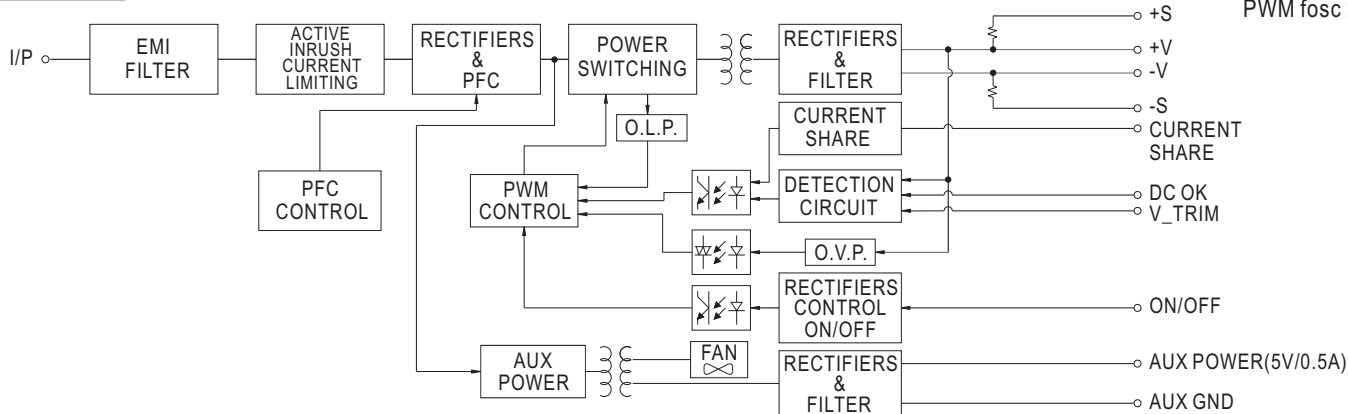 +S
PWM fosc
I/P
EMI
FILTER
ACTIVE
INRUSH
CURRENT
LIMITING
RECTIFIERS
&
PFC
POWER
SWITCHING
RECTIFIERS
&
FILTER
+V
-V
-S
O.L.P.
CURRENT
SHARE
CURRENT
SHARE
PFC
CONTROL
PWM
CONTROL
DETECTION
CIRCUIT
DC OK
V_TRIM
O.V.P.
RECTIFIERS
CONTROL
ON/OFF
ON/OFF
AUX
POWER
FAN
RECTIFIERS
&
FILTER
AUX POWER(5V/0.5A)
AUX GND